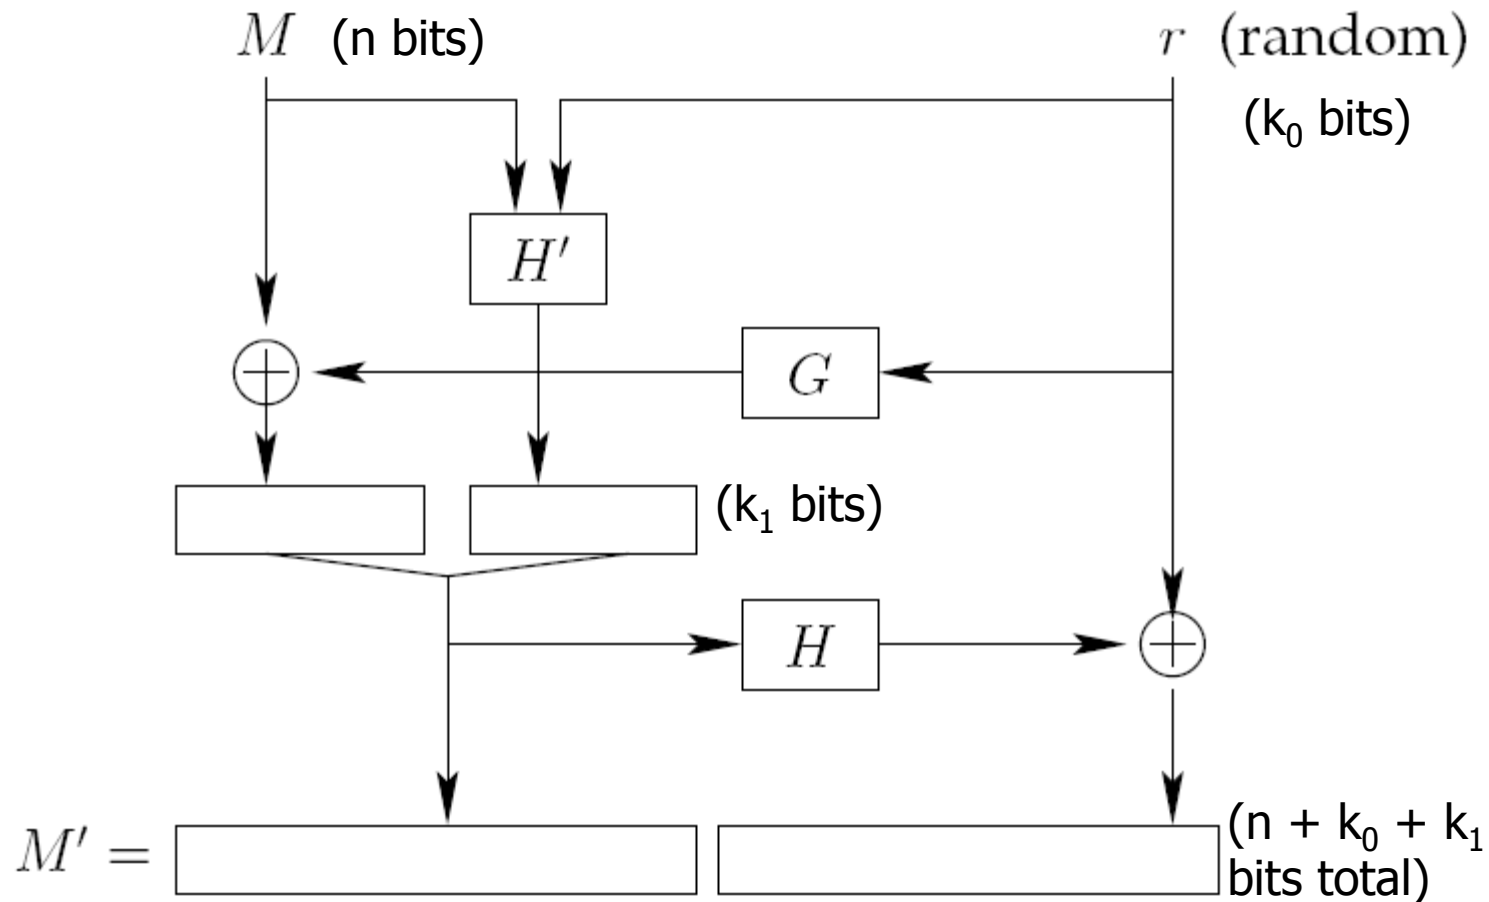 M (n bits)
r (random)
(k₀ bits)
H′
G
(k₁ bits)
H
M′ =
(n + k₀ + k₁
bits total)